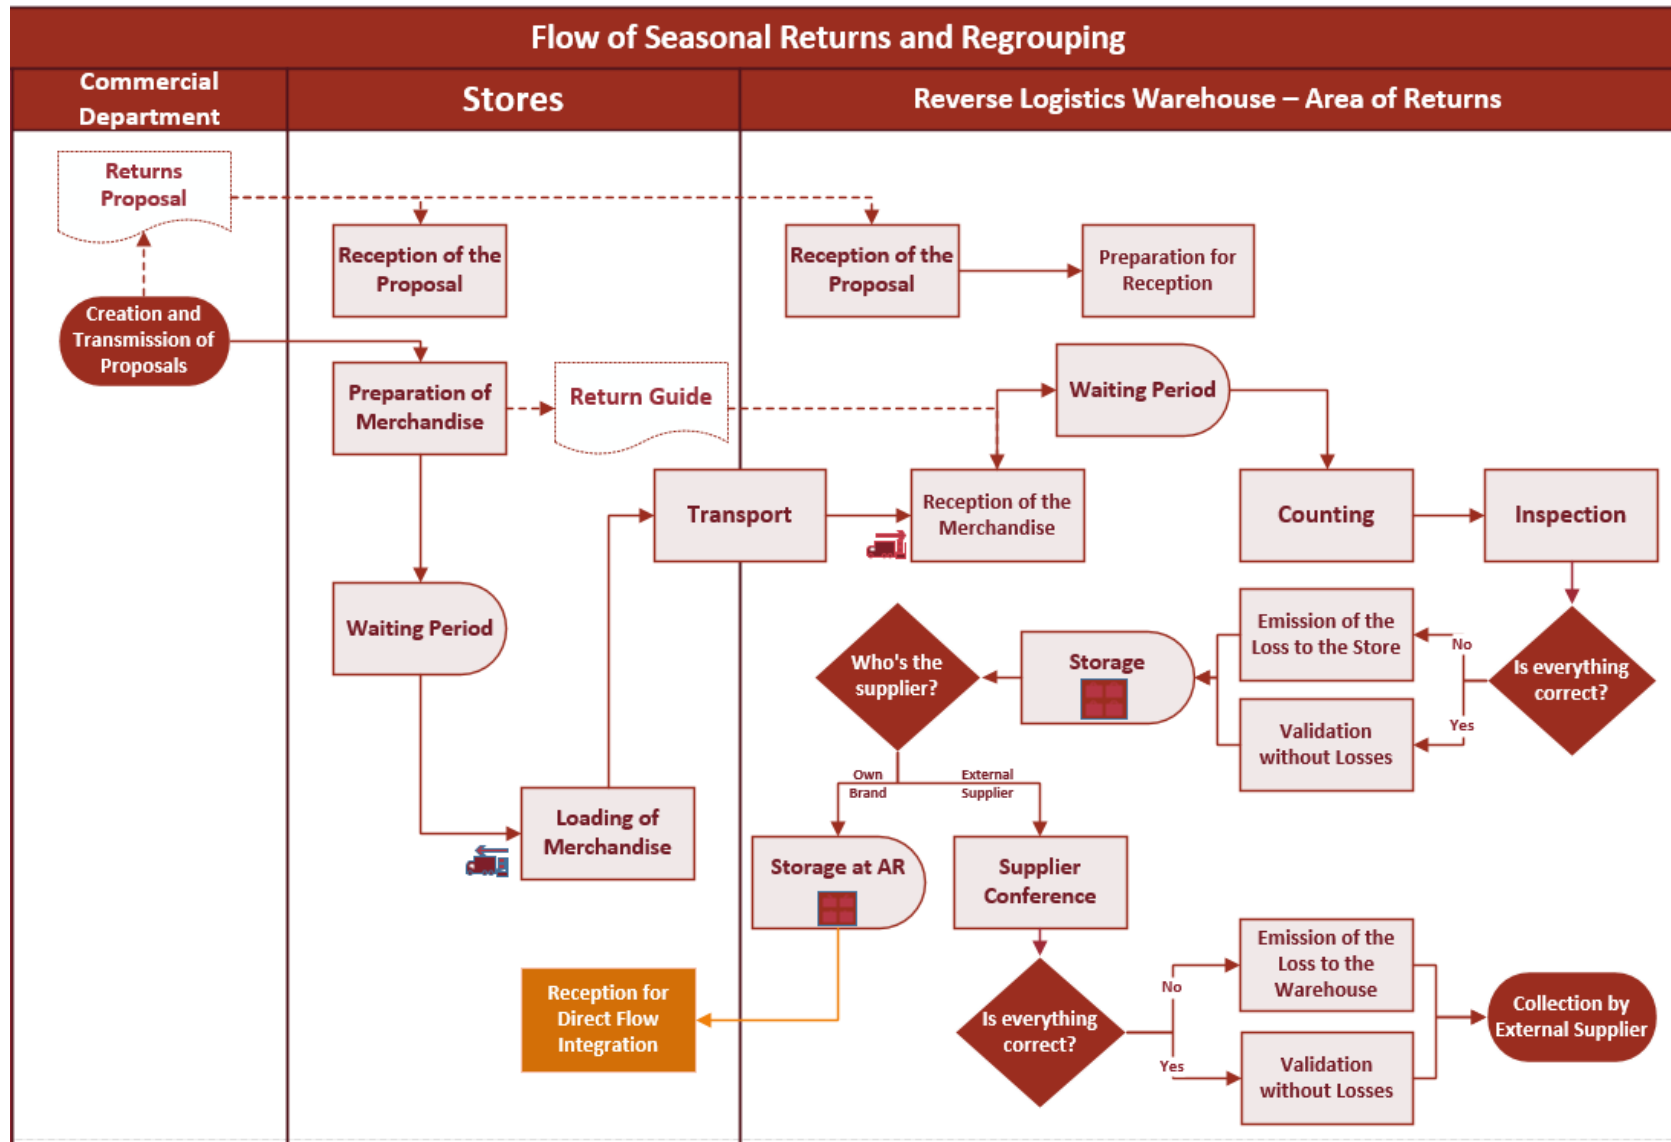 Flow of Seasonal Returns and Regrouping
Commercial
Department
Stores
Reverse Logistics Warehouse – Area of Returns
Returns
Proposal
Reception of the
Proposal
Reception of the
Proposal
Preparation for
Reception
Creation and
Transmission of
Proposals
Preparation of
Merchandise
Return Guide
Waiting Period
Transport
Reception of the
Merchandise
Counting
Inspection
Waiting Period
Who's the
supplier?
Storage
Emission of the
Loss to the Store
No
Is everything
correct?
Yes
Validation
without Losses
Own
Brand
External
Supplier
Loading of
Merchandise
Storage at AR
Supplier
Conference
Reception for
Direct Flow
Integration
Is everything
correct?
No
Yes
Emission of the
Loss to the
Warehouse
Validation
without Losses
Collection by
External Supplier